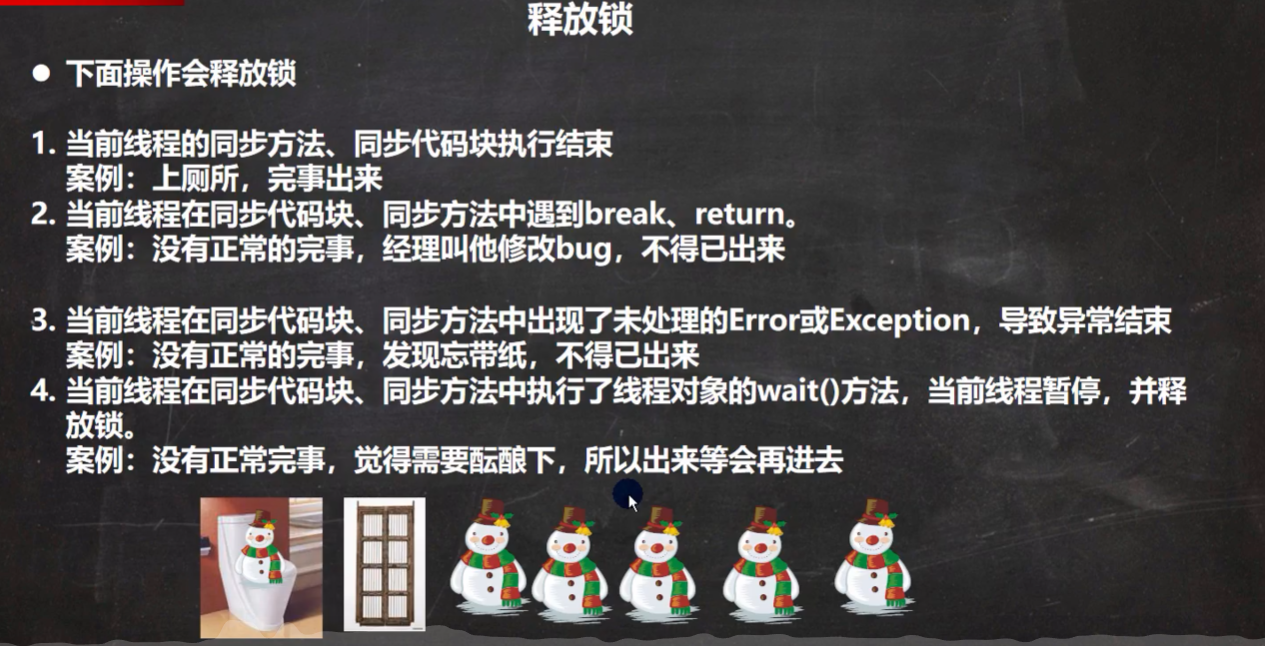 释放锁
● 下面操作会释放锁
1. 当前线程的同步方法、同步代码块执行结束
案例：上厕所，完事出来
2. 当前线程在同步代码块、同步方法中遇到break、return。
案例：没有正常的完事，经理叫他修改bug，不得已出来
3. 当前线程在同步代码块、同步方法中出现了未处理的Error或Exception，导致异常结束
案例：没有正常的完事，发现忘带纸，不得已出来
4. 当前线程在同步代码块、同步方法中执行了线程对象的wait()方法，当前线程暂停，并释
放锁。
案例：没有正常完事，觉得需要酝酿下，所以出来等会再进去